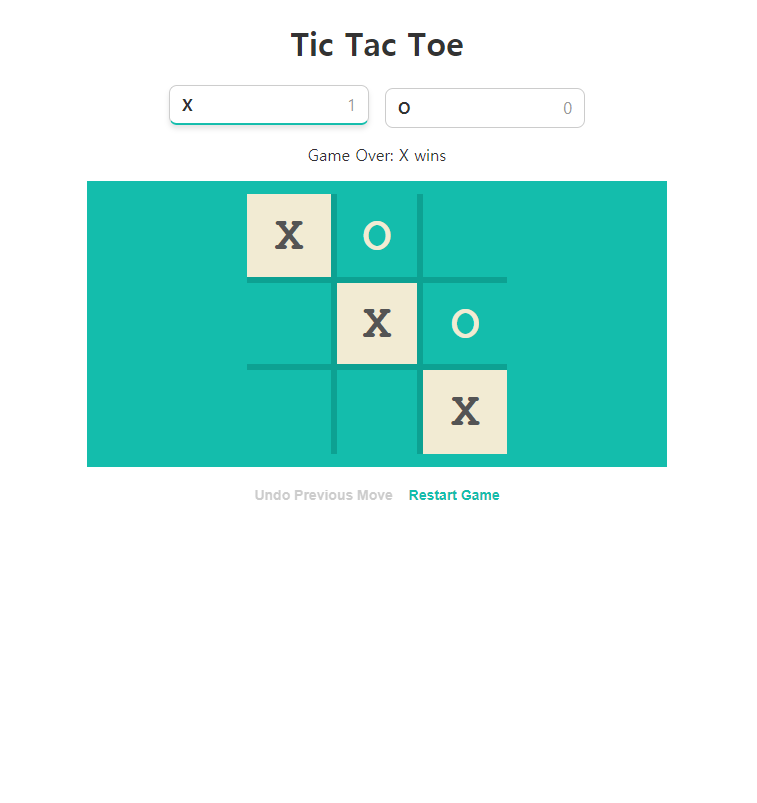 Tic Tac Toe
X 1 O 0
Game Over: X wins
X O
X O
X
Undo Previous Move Restart Game